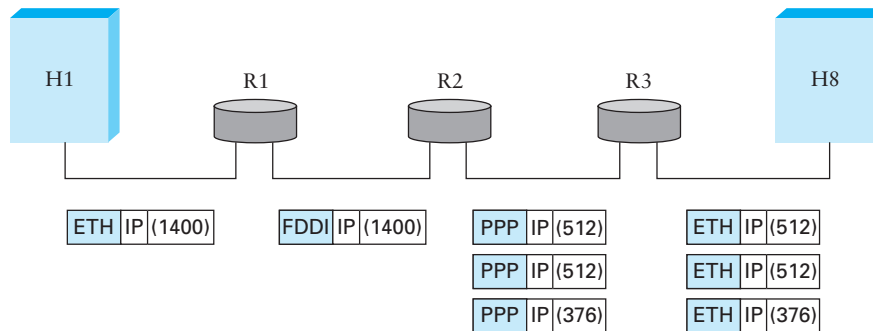 H1 R1 R2 R3 H8
ETH IP (1400) FDDI IP (1400) PPP IP (512) ETH IP (512)
PPP IP (512) ETH IP (512)
PPP IP (376) ETH IP (376)